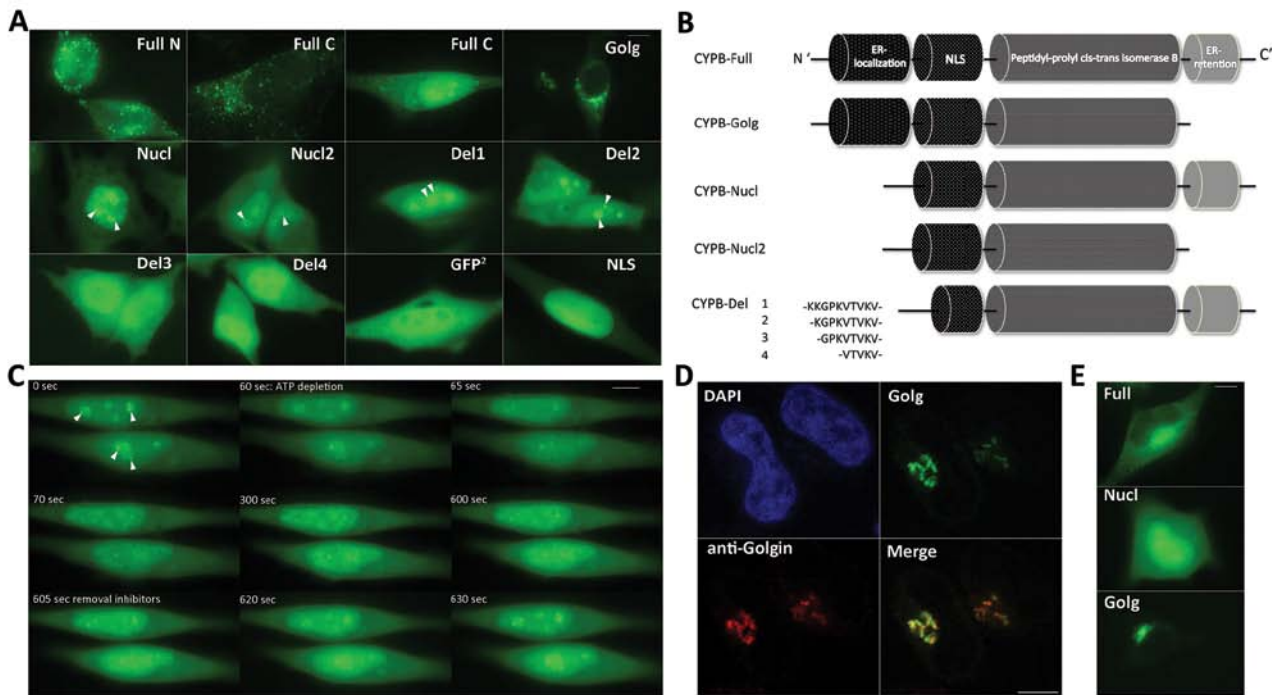 A
Full N
Full C
Full C
Golg
Nucl
Nucl2
Del1
Del2
Del3
Del4
GFP²
NLS
B
CYPB-Full
N '
ER-
localization
NLS
Peptidyl-prolyl cis-trans isomerase B
ER-
retention
C'
CYPB-Golg
CYPB-Nucl
CYPB-Nucl2
CYPB-Del
1 -KKGPKVTVKV-
2 -KGPKVTVKV-
3 -GPKVTVKV-
4 -VTVKV-
C
0 sec
60 sec: ATP depletion
65 sec
70 sec
300 sec
600 sec
605 sec removal inhibitors
620 sec
630 sec
D
DAPI
Golg
anti-Golgin
Merge
E
Full
Nucl
Golg